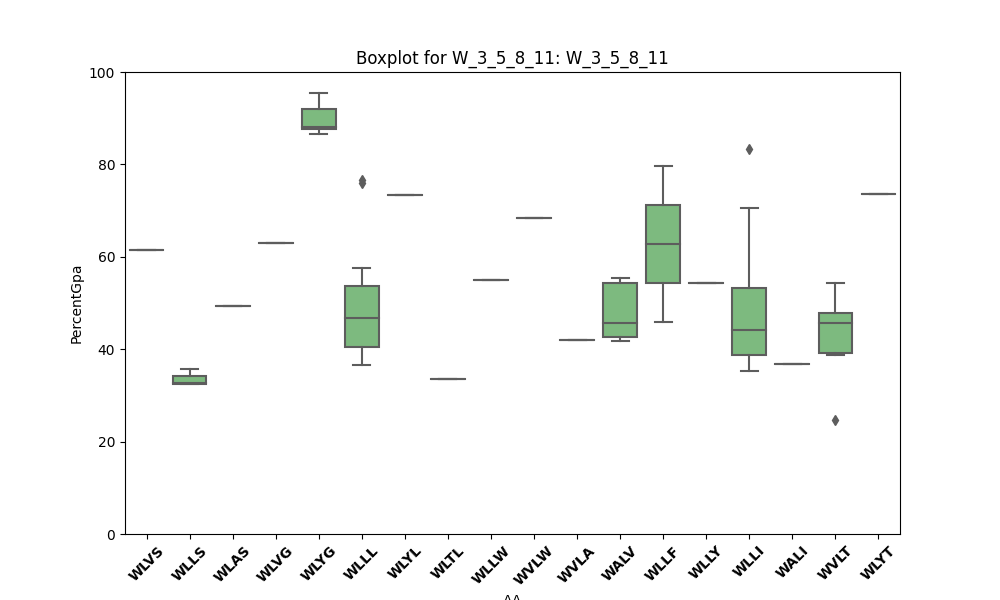 Boxplot for W_3_5_8_11: W_3_5_8_11
100
80
60
40
20
0
PercentGpa
WLVS
WLLS
WLAS
WLVG
WLYG
WLLL
WLYL
WLTL
WLLW
WVLW
WVLA
WALV
WLLF
WLLY
WLLI
WALI
WVLT
WLYT
AA